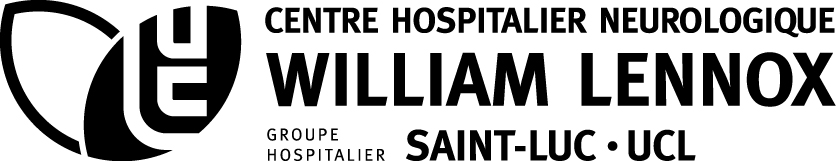 CENTRE HOSPITALIER NEUROLOGIQUE
WILLIAM LENNOX
GROUPE HOSPITALIER SAINT-LUC • UCL